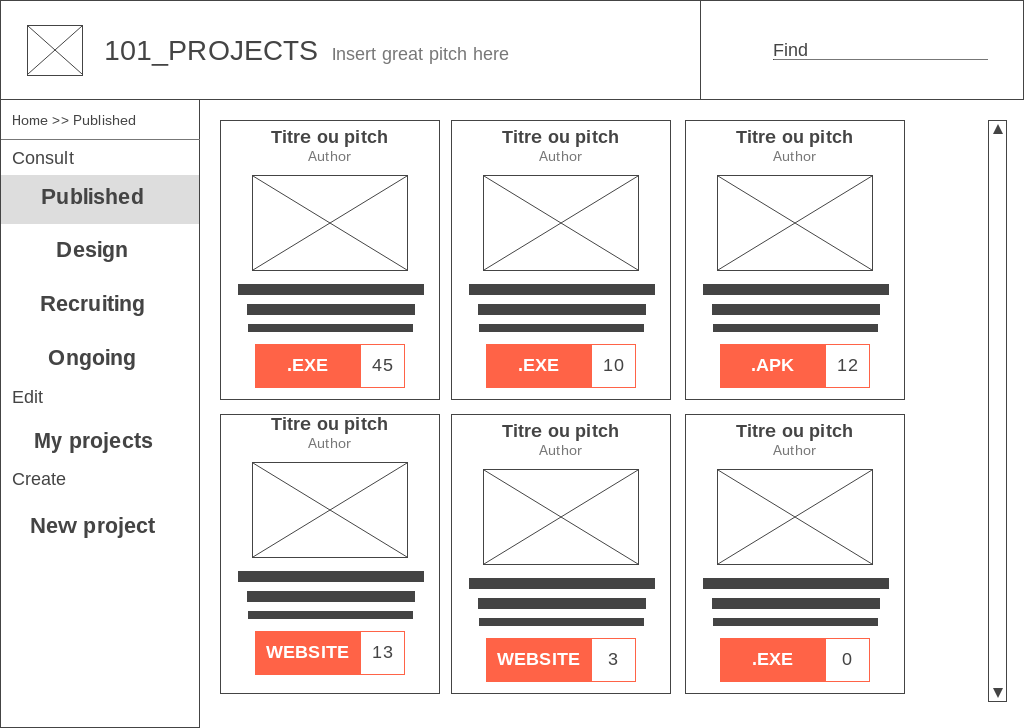 101_PROJECTS Insert great pitch here
Find
Home >> Published
Consult
Published
Design
Recruiting
Ongoing
Edit
My projects
Create
New project
Titre ou pitch
Author
.EXE 45
Titre ou pitch
Author
.EXE 10
Titre ou pitch
Author
.APK 12
Titre ou pitch
Author
WEBSITE 13
Titre ou pitch
Author
WEBSITE 3
Titre ou pitch
Author
.EXE 0